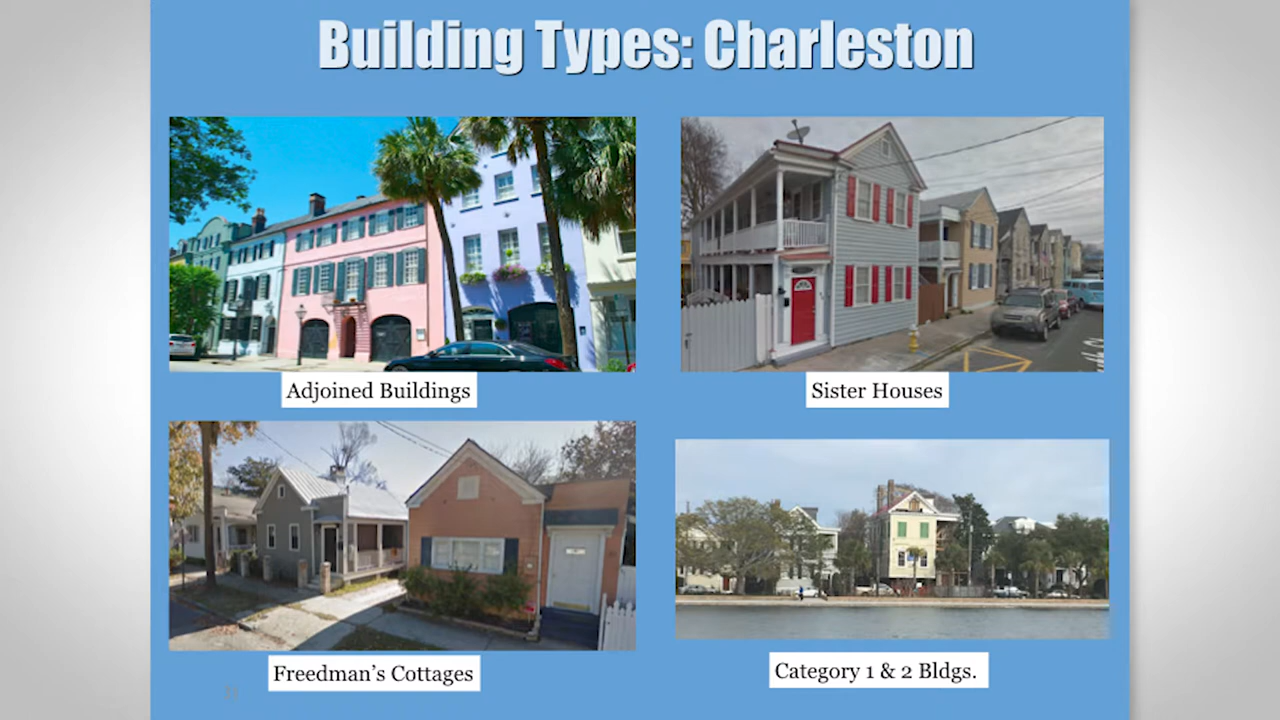 Building Types: Charleston
Adjoined Buildings
Sister Houses
Freedman's Cottages
Category 1 & 2 Bldgs.